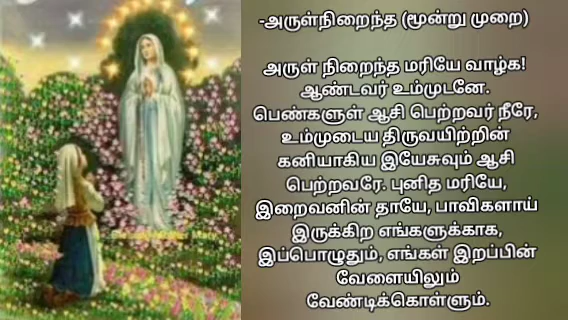 -அருள்நிறைந்த (மூன்று முறை)
அருள் நிறைந்த மரியே வாழ்க!
ஆண்டவர் உம்முடனே.
பெண்களுள் ஆசி பெற்றவர் நீரே,
உம்முடைய திருவயிற்றின்
கனியாகிய இயேசுவும் ஆசி
பெற்றவரே. புனித மரியே,
இறைவனின் தாயே, பாவிகளாய்
இருக்கிற எங்களுக்காக,
இப்பொழுதும், எங்கள் இறப்பின்
வேளையிலும்
வேண்டிக்கொள்ளும்.